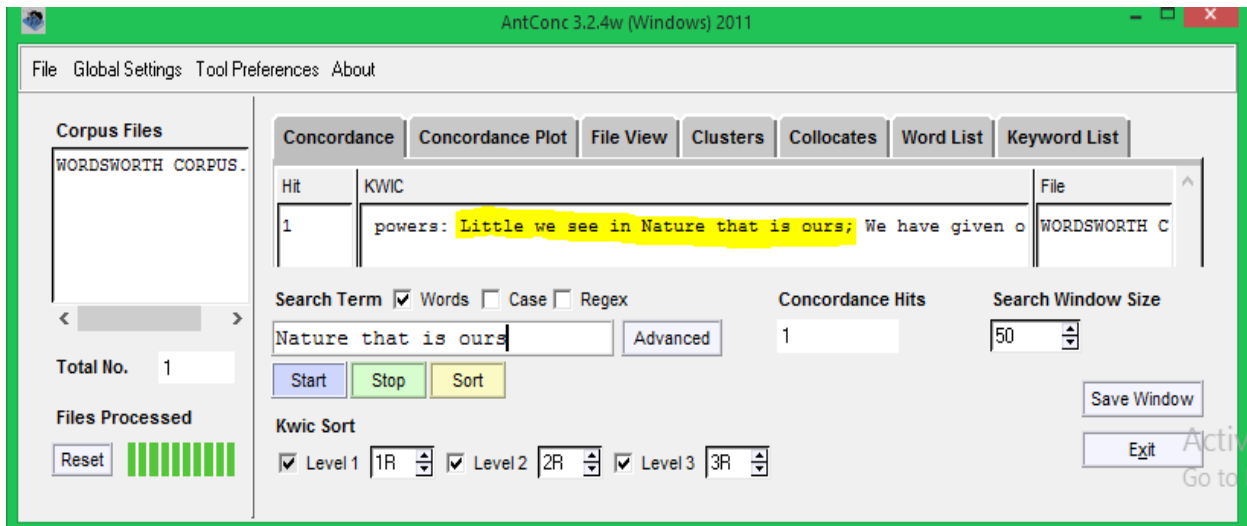 AntConc 3.2.4w (Windows) 2011
File Global Settings Tool Preferences About
Corpus Files
WORDSWORTH CORPUS.
Total No. 1
Files Processed
Reset
Concordance Concordance Plot File View Clusters Collocates Word List Keyword List
Hit KWIC File
1 powers: Little we see in Nature that is ours; We have given o WORDSWORTH C
Search Term Words Case Regex Concordance Hits Search Window Size
Nature that is ours Advanced 1 50
Start Stop Sort
Save Window
Kwic Sort
Exit
Level 1 1R Level 2 2R Level 3 3R
Activ
Go to